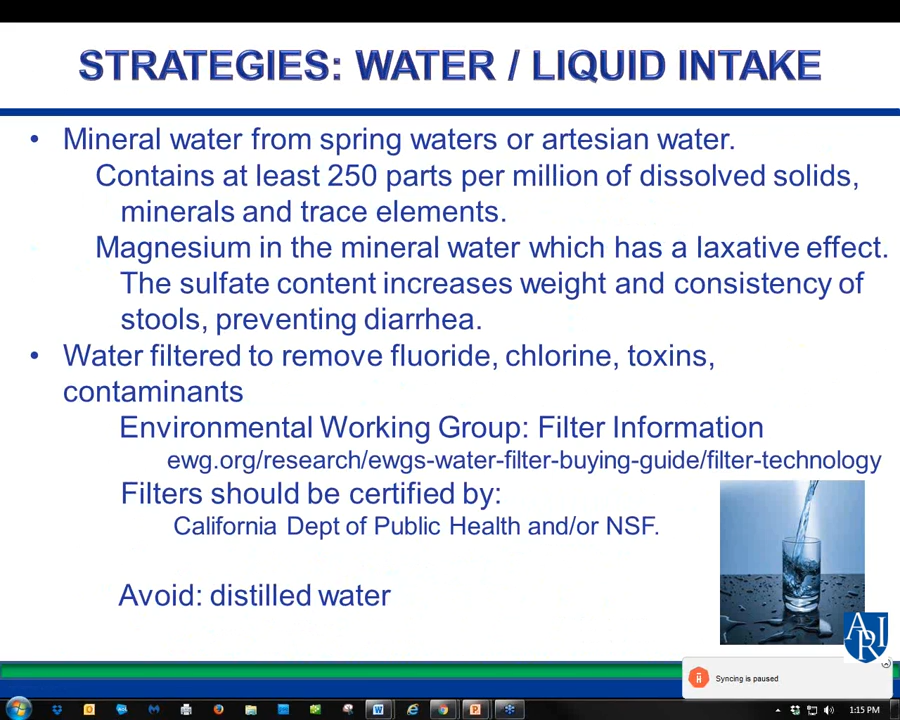 STRATEGIES: WATER / LIQUID INTAKE
• Mineral water from spring waters or artesian water.
Contains at least 250 parts per million of dissolved solids,
minerals and trace elements.
Magnesium in the mineral water which has a laxative effect.
The sulfate content increases weight and consistency of
stools, preventing diarrhea.
• Water filtered to remove fluoride, chlorine, toxins,
contaminants
Environmental Working Group: Filter Information
ewg.org/research/ewgs-water-filter-buying-guide/filter-technology
Filters should be certified by:
California Dept of Public Health and/or NSF.
Avoid: distilled water
ARI
Syncing is paused
1:15 PM